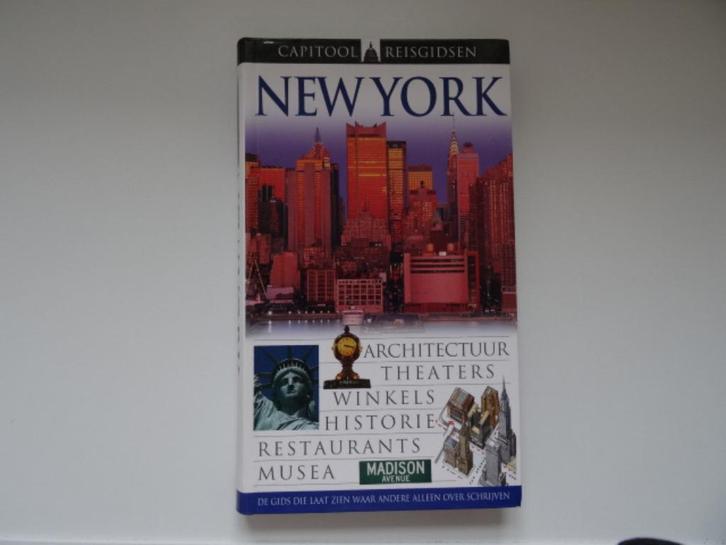 CAPITOOL REISGIDSEN
NEW YORK
ARCHITECTUUR
THEATERS
WINKELS
HISTORIE
RESTAURANTS
MUSEA
MADISON
AVENUE
DE GIDS DIE LAAT ZIEN WAAR ANDERE ALLEEN OVER SCHRIJVEN